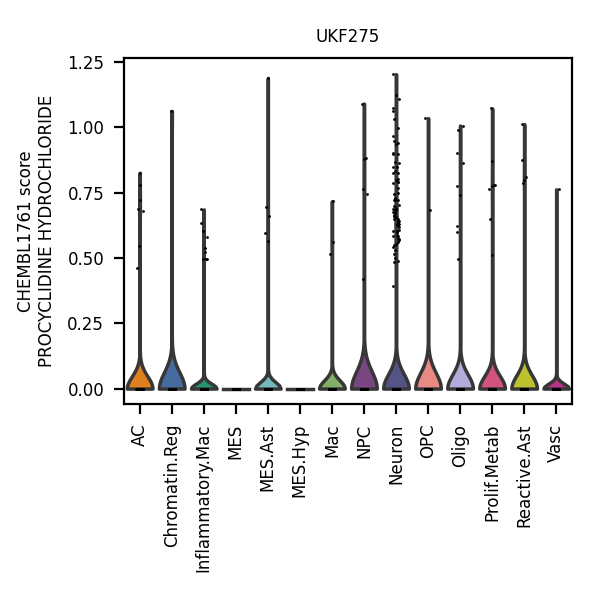 UKF275
CHEMBL1761 score
PROCYCLIDINE HYDROCHLORIDE
1.25
1.00
0.75
0.50
0.25
0.00
AC
Chromatin.Reg
Inflammatory.Mac
MES
MES.Ast
MES.Hyp
Mac
NPC
Neuron
OPC
Oligo
Prolif.Metab
Reactive.Ast
Vasc